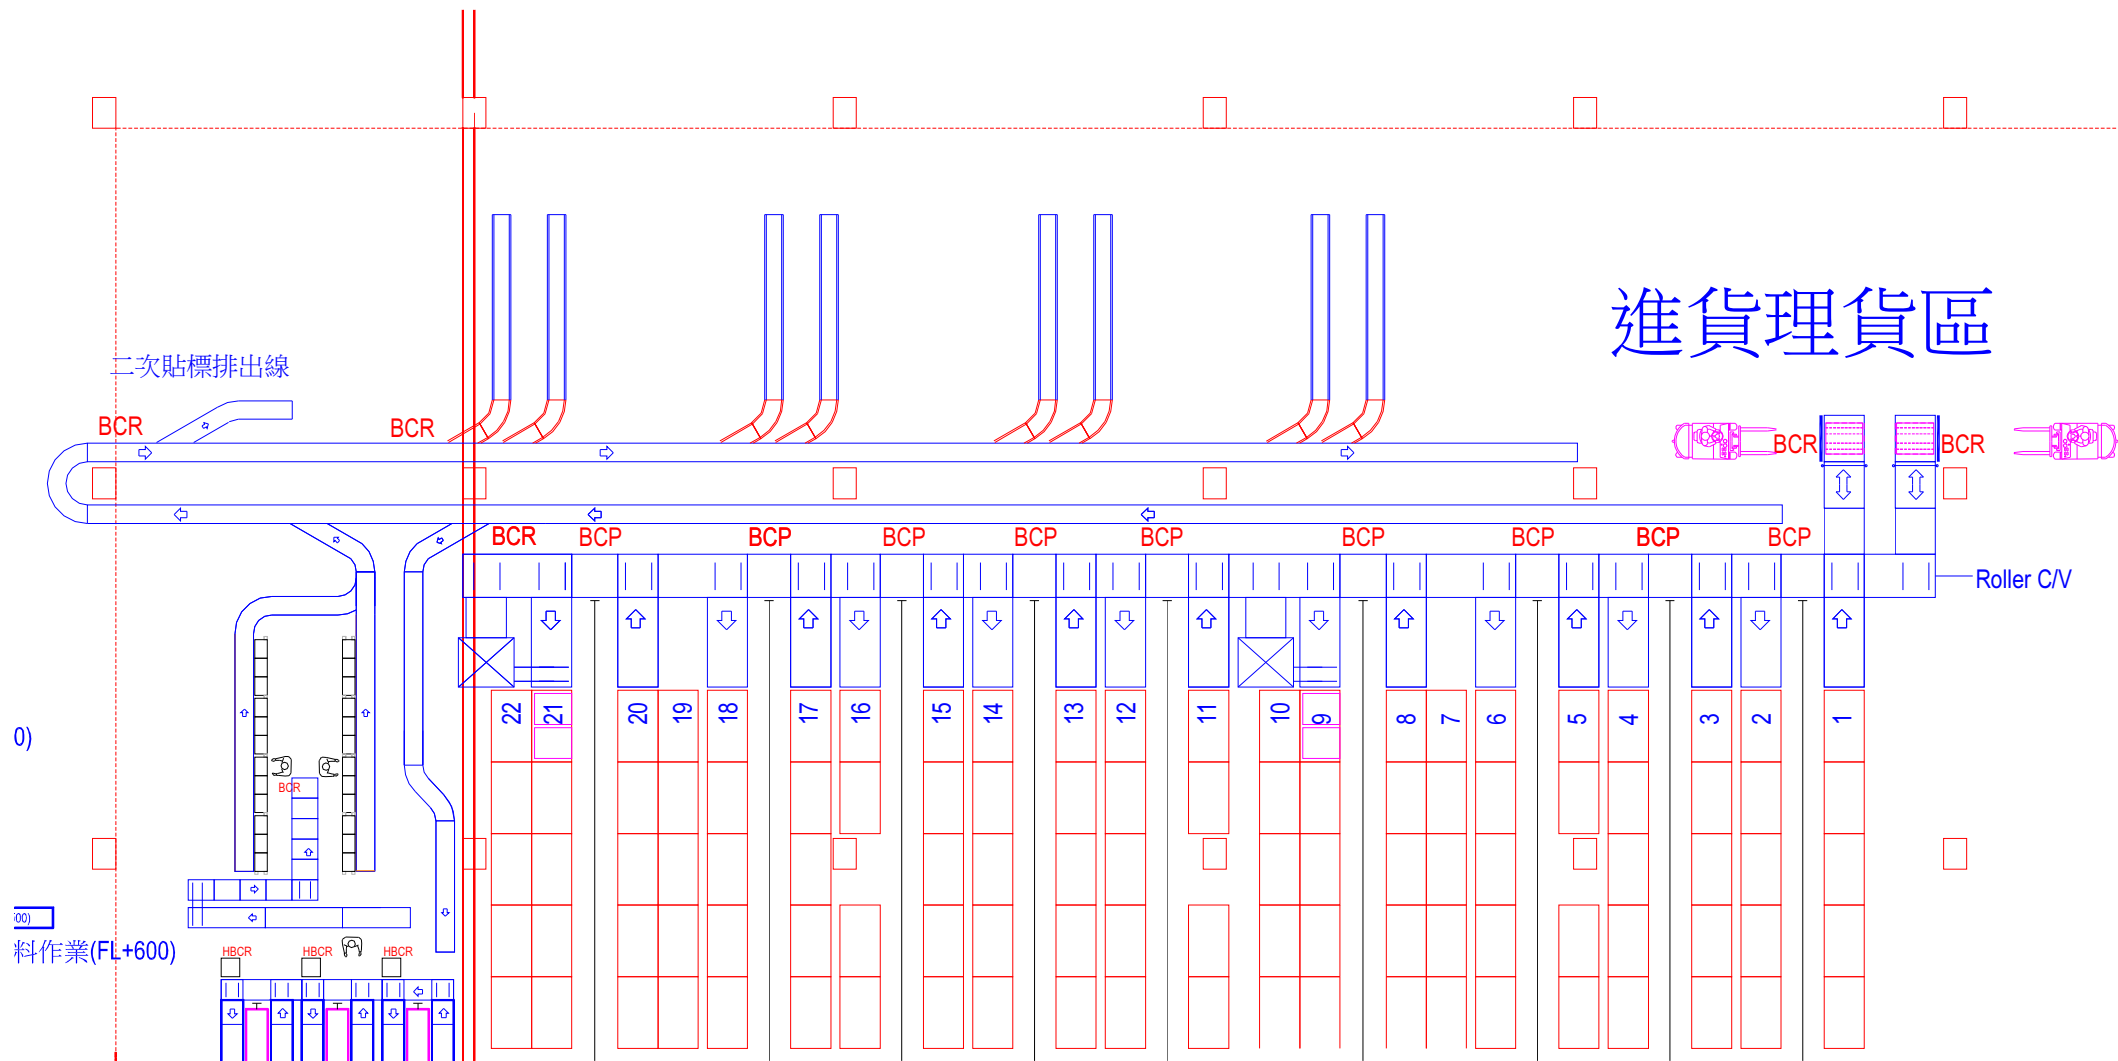 進貨理貨區
二次貼標排出線
BCR
BCR
BCR
BCR
BCR
BCP
BCP
BCP
BCP
BCP
BCP
BCP
BCP
BCP
Roller C/V
22
21
20
19
18
17
16
15
14
13
12
11
10
9
8
7
6
5
4
3
2
1
0)
BCR
00)
料作業(FL+600)
HBCR
HBCR
HBCR